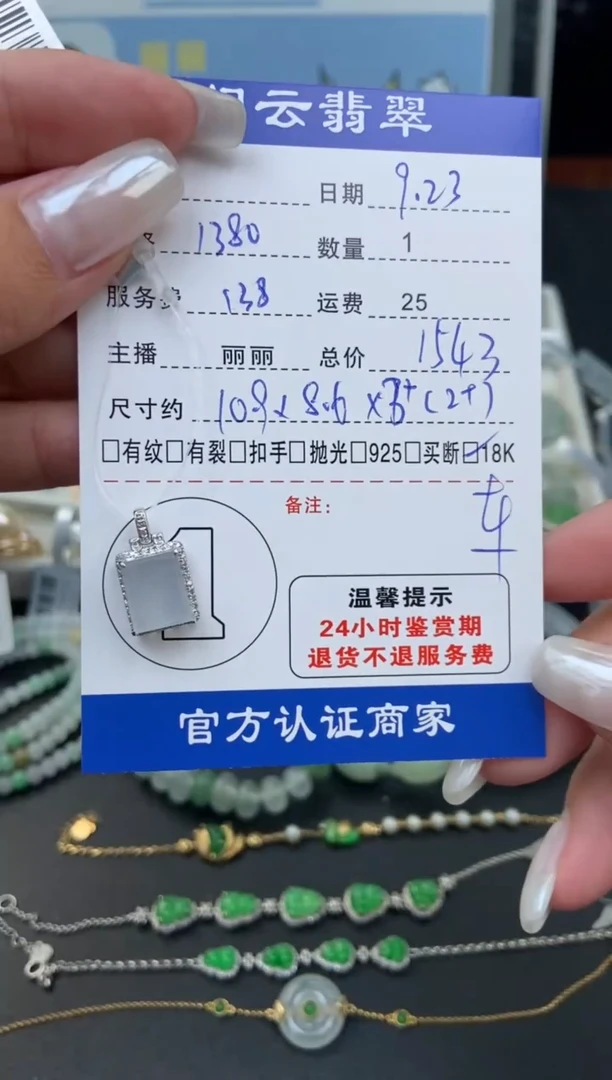 云翡翠
日期 9.23
1380 数量 1
服务费 138 运费 25
主播 丽丽 总价 1543
尺寸约
□有纹□有裂□扣手□抛光□925□买断☑18K
备注:
1
温馨提示
24小时鉴赏期
退货不退服务费
官方认证商家